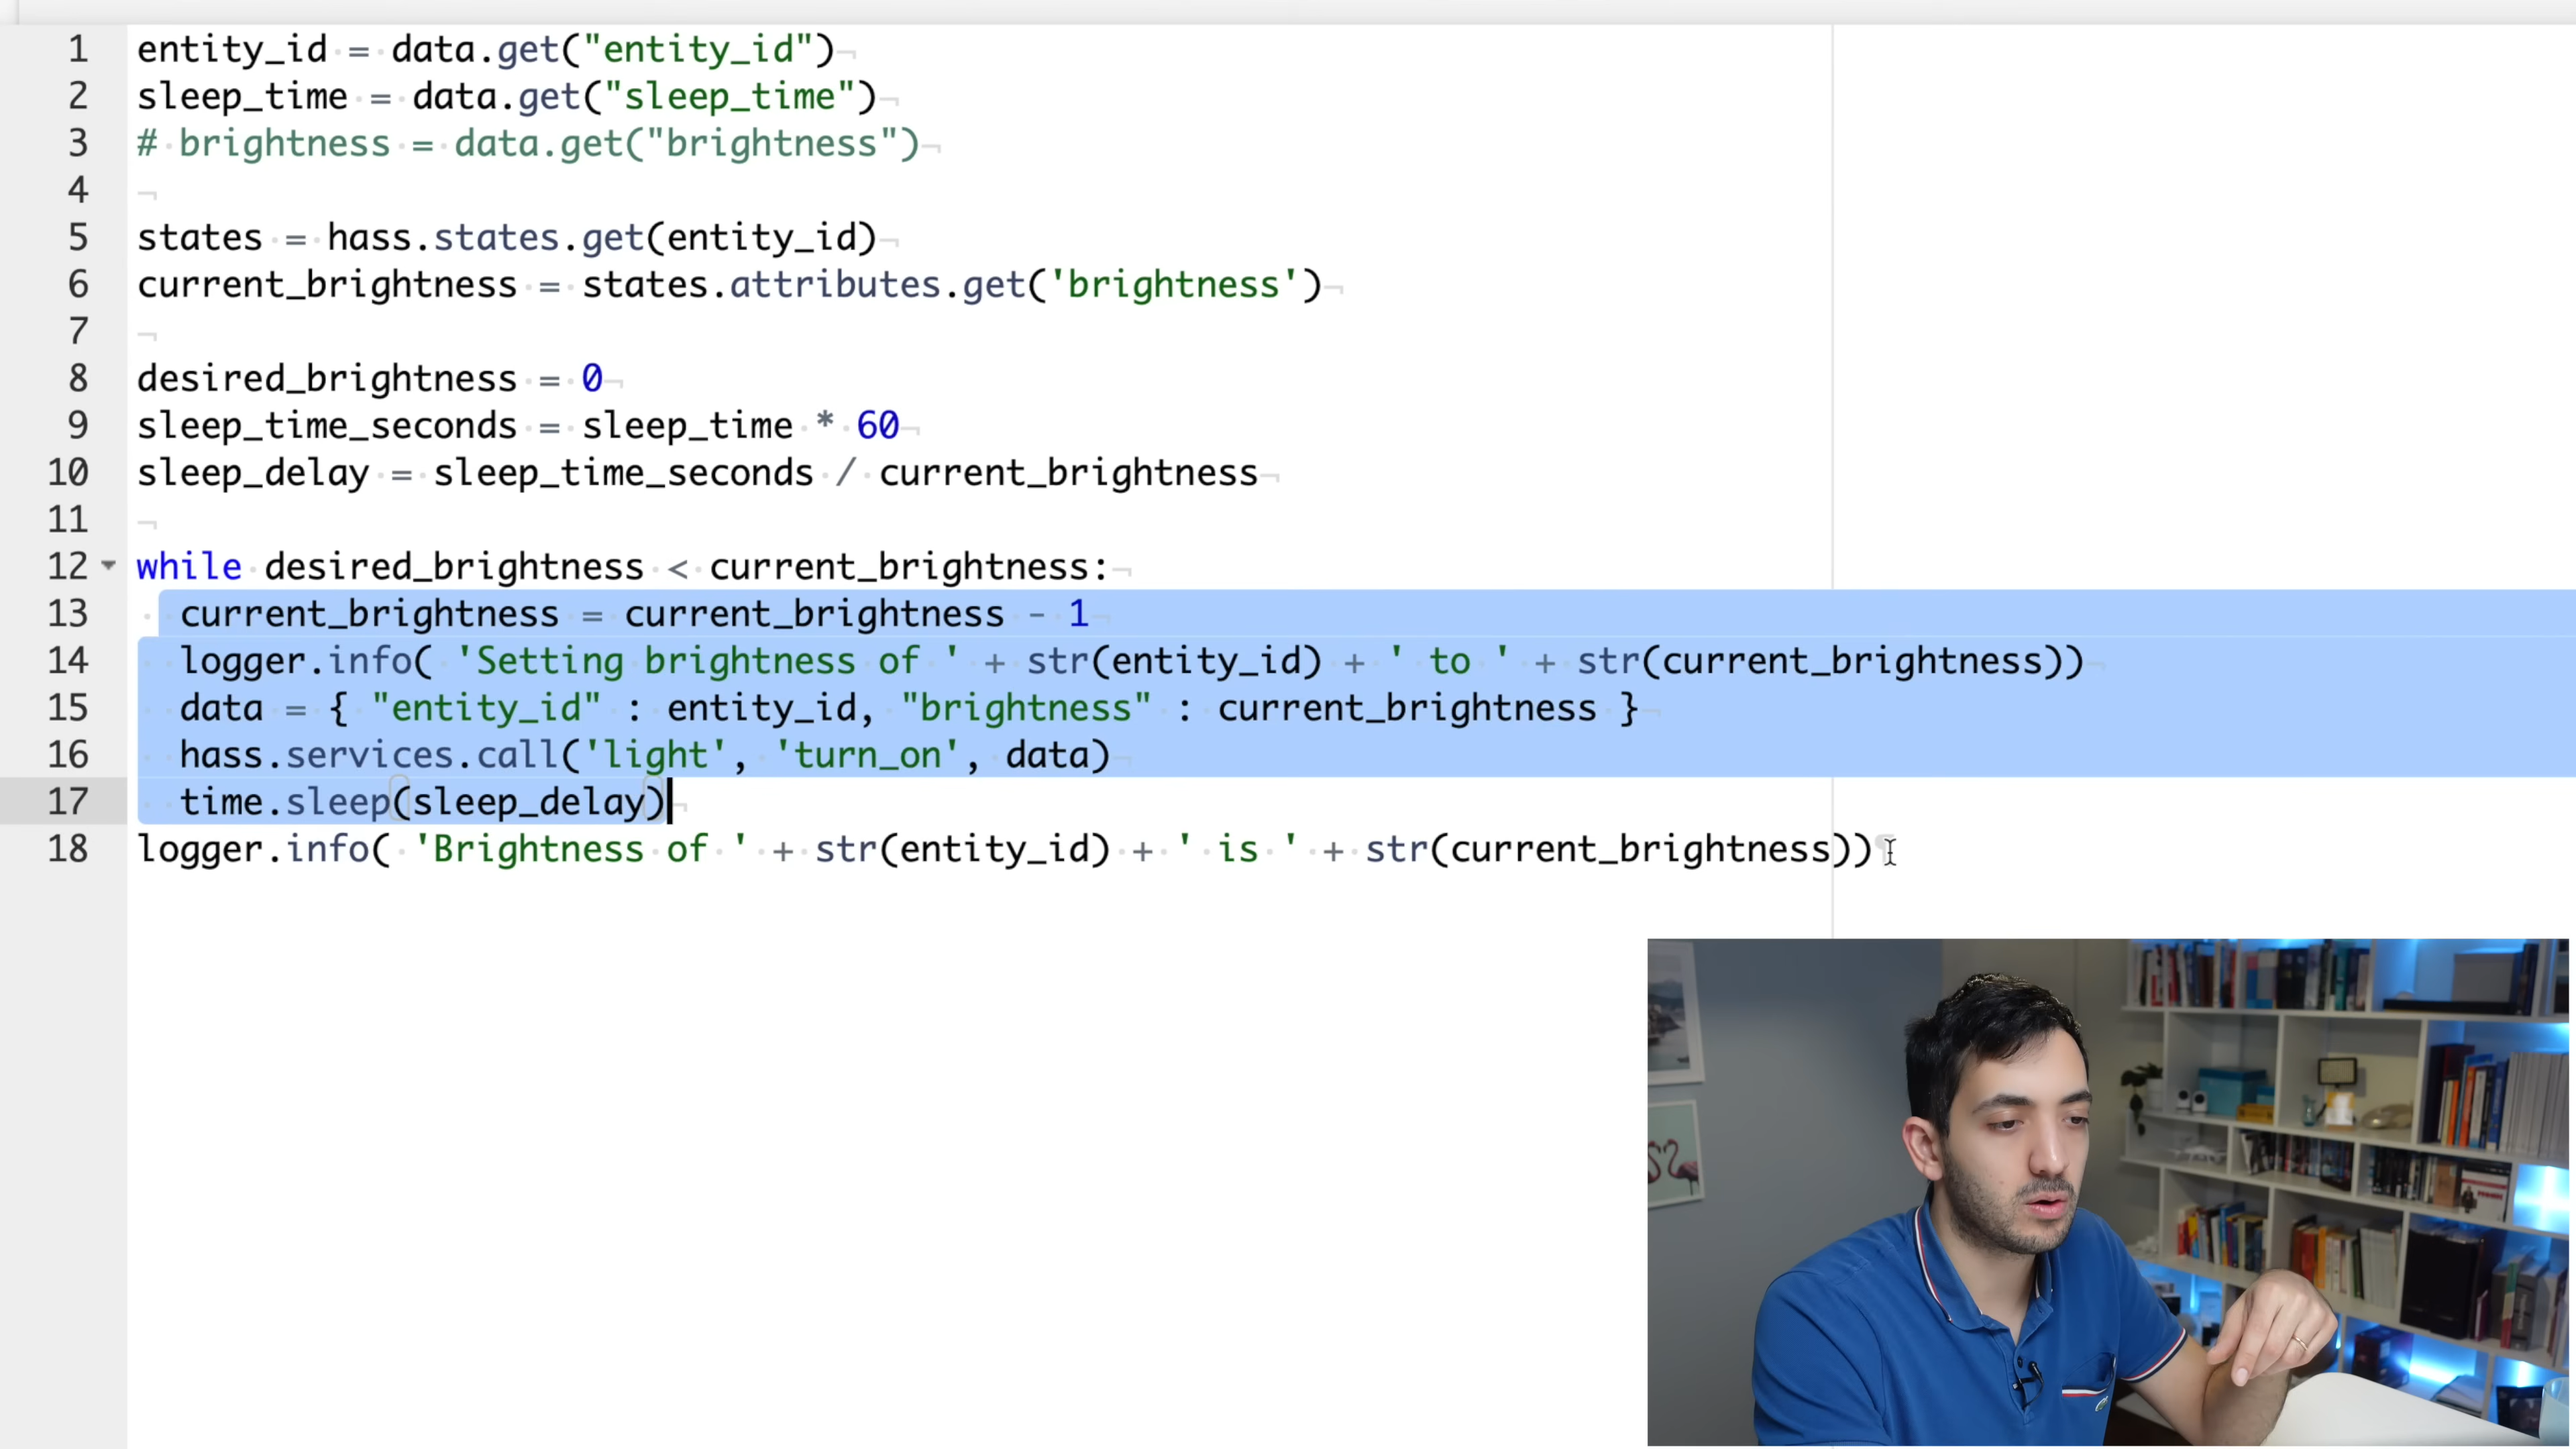 1 entity_id = data.get("entity_id")
2 sleep_time = data.get("sleep_time")
3 # brightness = data.get("brightness")
4
5 states = hass.states.get(entity_id)
6 current_brightness = states.attributes.get('brightness')
7
8 desired_brightness = 0
9 sleep_time_seconds = sleep_time * 60
10 sleep_delay = sleep_time_seconds / current_brightness
11
12 while desired_brightness < current_brightness:
13 current_brightness = current_brightness - 1
14 logger.info( 'Setting brightness of ' + str(entity_id) + ' to ' + str(current_brightness))
15 data = { "entity_id" : entity_id, "brightness" : current_brightness }
16 hass.services.call('light', 'turn_on', data)
17 time.sleep(sleep_delay)
18 logger.info( 'Brightness of ' + str(entity_id) + ' is ' + str(current_brightness))